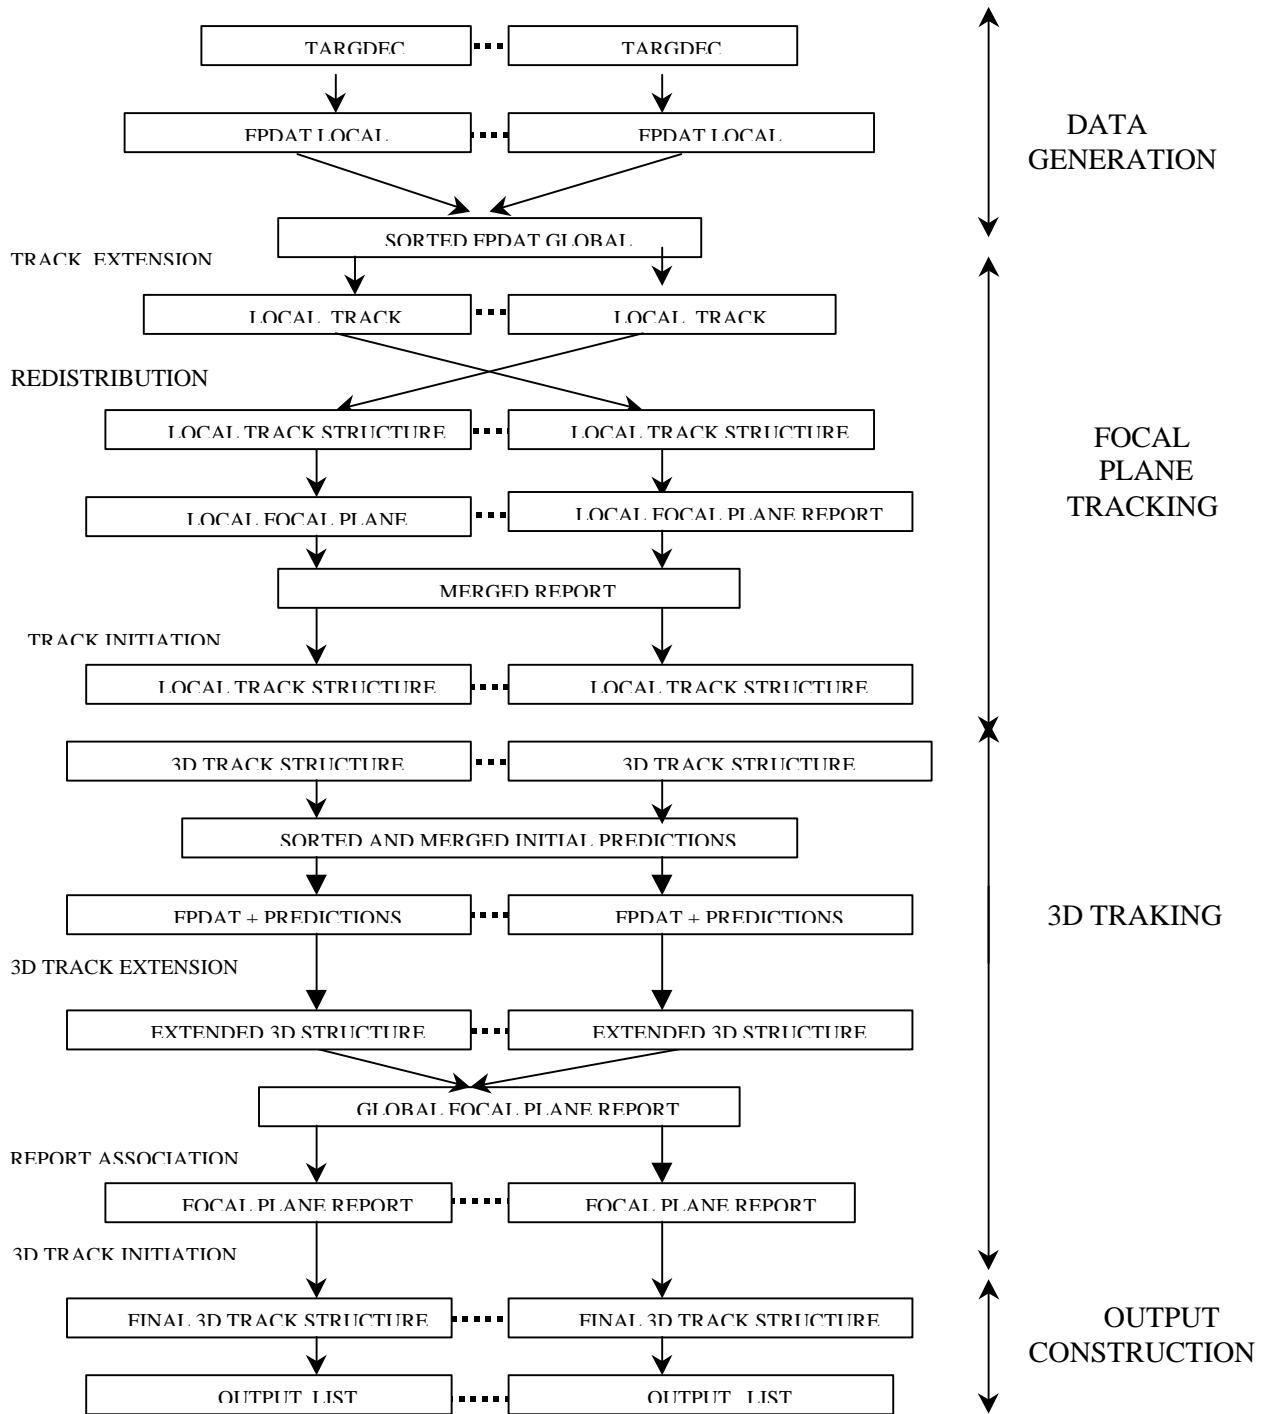 TARGDEC TARGDEC
FPDAT LOCAL FPDAT LOCAL
DATA
GENERATION
SORTED FPDAT GLOBAL
TRACK EXTENSION
LOCAL TRACK LOCAL TRACK
REDISTRIBUTION
LOCAL TRACK STRUCTURE LOCAL TRACK STRUCTURE
FOCAL
PLANE
TRACKING
LOCAL FOCAL PLANE LOCAL FOCAL PLANE REPORT
MERGED REPORT
TRACK INITIATION
LOCAL TRACK STRUCTURE LOCAL TRACK STRUCTURE
3D TRACK STRUCTURE 3D TRACK STRUCTURE
SORTED AND MERGED INITIAL PREDICTIONS
FPDAT + PREDICTIONS FPDAT + PREDICTIONS
3D TRAKING
3D TRACK EXTENSION
EXTENDED 3D STRUCTURE EXTENDED 3D STRUCTURE
GLOBAL FOCAL PLANE REPORT
REPORT ASSOCIATION
FOCAL PLANE REPORT FOCAL PLANE REPORT
3D TRACK INITIATION
FINAL 3D TRACK STRUCTURE FINAL 3D TRACK STRUCTURE
OUTPUT
CONSTRUCTION
OUTPUT LIST OUTPUT LIST